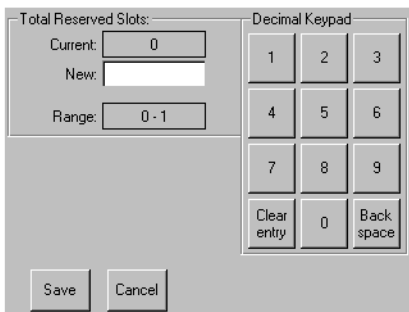 Total Reserved Slots:
Current: 0
New:
Range: 0 - 1
Decimal Keypad
1 2 3
4 5 6
7 8 9
Clear entry 0 Back space
Save Cancel